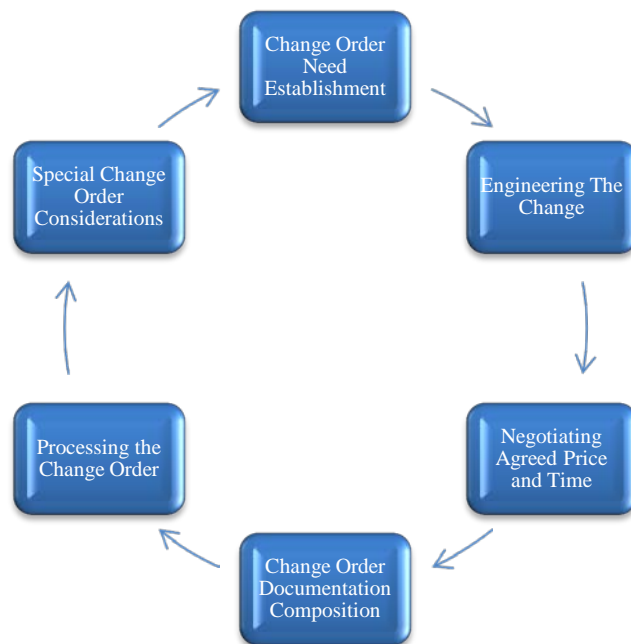 Change Order
Need
Establishment
Engineering The
Change
Negotiating
Agreed Price
and Time
Change Order
Documentation
Composition
Processing the
Change Order
Special Change
Order
Considerations